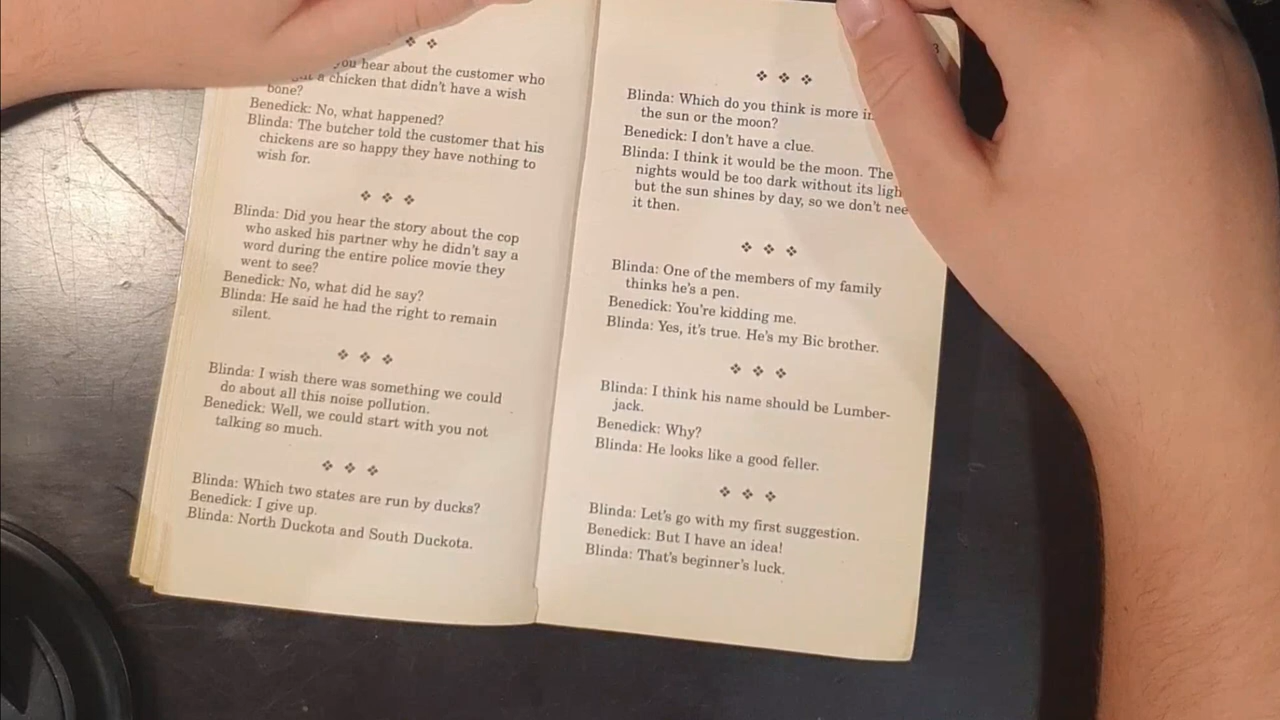 ❖ ❖
you hear about the customer who
a chicken that didn't have a wish
bone?
Benedick: No, what happened?
Blinda: The butcher told the customer that his
chickens are so happy they have nothing to
wish for.
❖ ❖ ❖
Blinda: Did you hear the story about the cop
who asked his partner why he didn't say a
word during the entire police movie they
went to see?
Benedick: No, what did he say?
Blinda: He said he had the right to remain
silent.
❖ ❖ ❖
Blinda: I wish there was something we could
do about all this noise pollution.
Benedick: Well, we could start with you not
talking so much.
❖ ❖ ❖
Blinda: Which two states are run by ducks?
Benedick: I give up.
Blinda: North Duckota and South Duckota.
3
❖ ❖ ❖
Blinda: Which do you think is more
the sun or the moon?
Benedick: I don't have a clue.
Blinda: I think it would be the moon. The
nights would be too dark without its
but the sun shines by day, so we don't
it then.
❖ ❖ ❖
Blinda: One of the members of my family
thinks he's a pen.
Benedick: You're kidding me.
Blinda: Yes, it's true. He's my Bic brother.
❖ ❖ ❖
Blinda: I think his name should be Lumber-
jack.
Benedick: Why?
Blinda: He looks like a good feller.
❖ ❖ ❖
Blinda: Let's go with my first suggestion.
Benedick: But I have an idea!
Blinda: That's beginner's luck.